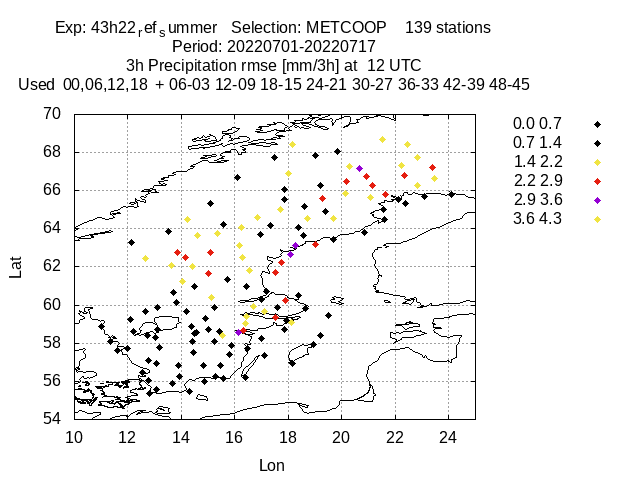 Exp: 43h22refsummer Selection: METCOOP 139 stations
Period: 20220701-20220717
3h Precipitation rmse [mm/3h] at 12 UTC
Used 00,06,12,18 + 06-03 12-09 18-15 24-21 30-27 36-33 42-39 48-45
70
68
66
64
62
60
58
56
54
Lat
10 12 14 16 18 20 22 24
Lon
0.0 0.7
0.7 1.4
1.4 2.2
2.2 2.9
2.9 3.6
3.6 4.3